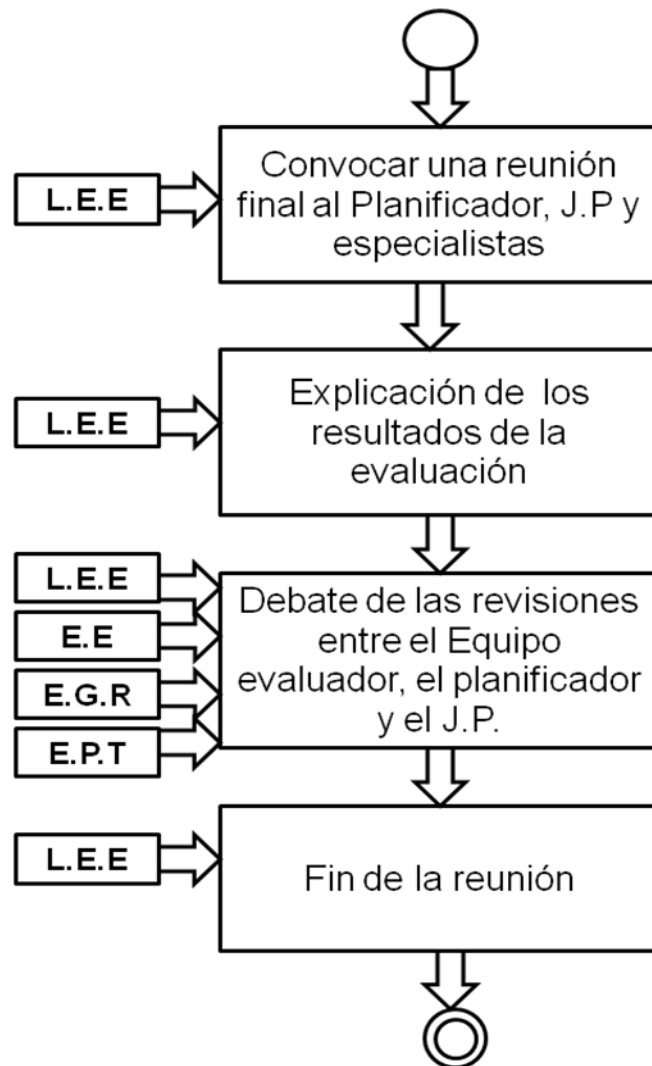 L.E.E
Convocar una reunión
final al Planificador, J.P y
especialistas
L.E.E
Explicación de los
resultados de la
evaluación
L.E.E
E.E
E.G.R
E.P.T
Debate de las revisiones
entre el Equipo
evaluador, el planificador
y el J.P.
L.E.E
Fin de la reunión